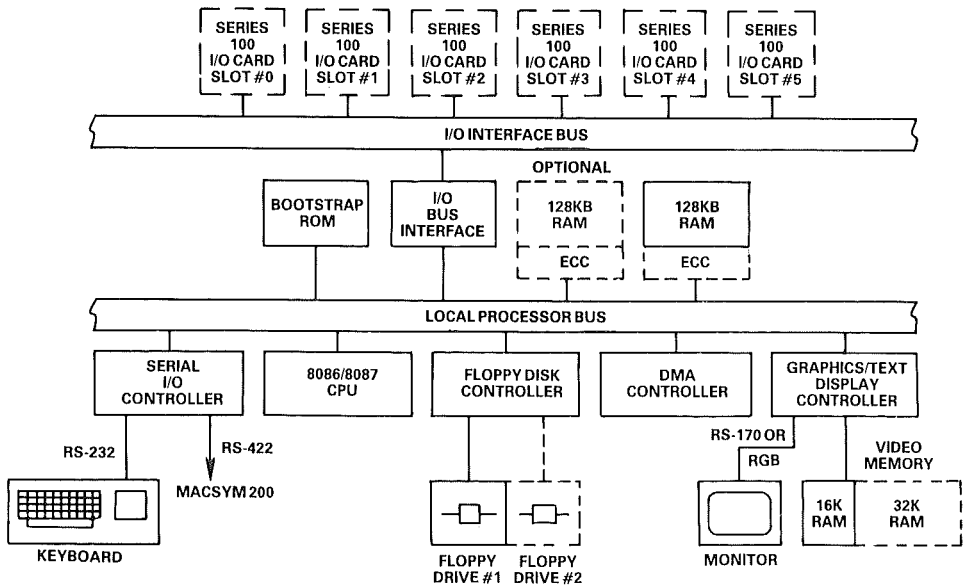 SERIES
100
I/O CARD
SLOT #0
SERIES
100
I/O CARD
SLOT #1
SERIES
100
I/O CARD
SLOT #2
SERIES
100
I/O CARD
SLOT #3
SERIES
100
I/O CARD
SLOT #4
SERIES
100
I/O CARD
SLOT #5
I/O INTERFACE BUS
OPTIONAL
BOOTSTRAP
ROM
I/O
BUS
INTERFACE
128KB
RAM
ECC
128KB
RAM
ECC
LOCAL PROCESSOR BUS
SERIAL
I/O
CONTROLLER
8086/8087
CPU
FLOPPY DISK
CONTROLLER
DMA
CONTROLLER
GRAPHICS/TEXT
DISPLAY
CONTROLLER
RS-232
RS-422
MACSYM 200
RS-170 OR
RGB
VIDEO
MEMORY
16K
RAM
32K
RAM
KEYBOARD
FLOPPY
DRIVE #1
FLOPPY
DRIVE #2
MONITOR